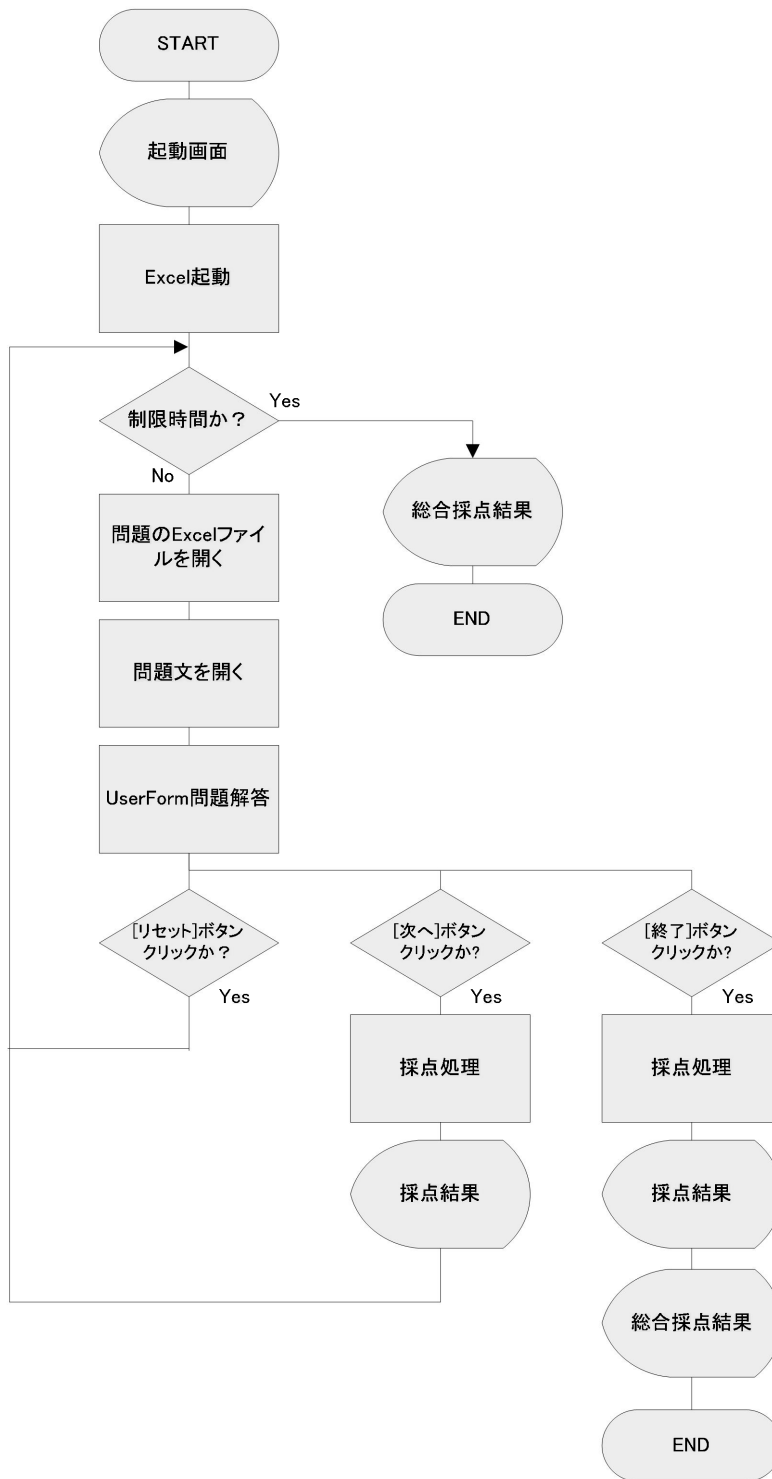 START
起動画面
Excel起動
制限時間か？
Yes
No
総合採点結果
問題のExcelファイ
ルを開く
END
問題文を開く
UserForm問題解答
[リセット]ボタン
クリックか？
Yes
[次へ]ボタン
クリックか?
Yes
[終了]ボタン
クリックか?
Yes
採点処理
採点処理
採点結果
採点結果
総合採点結果
END